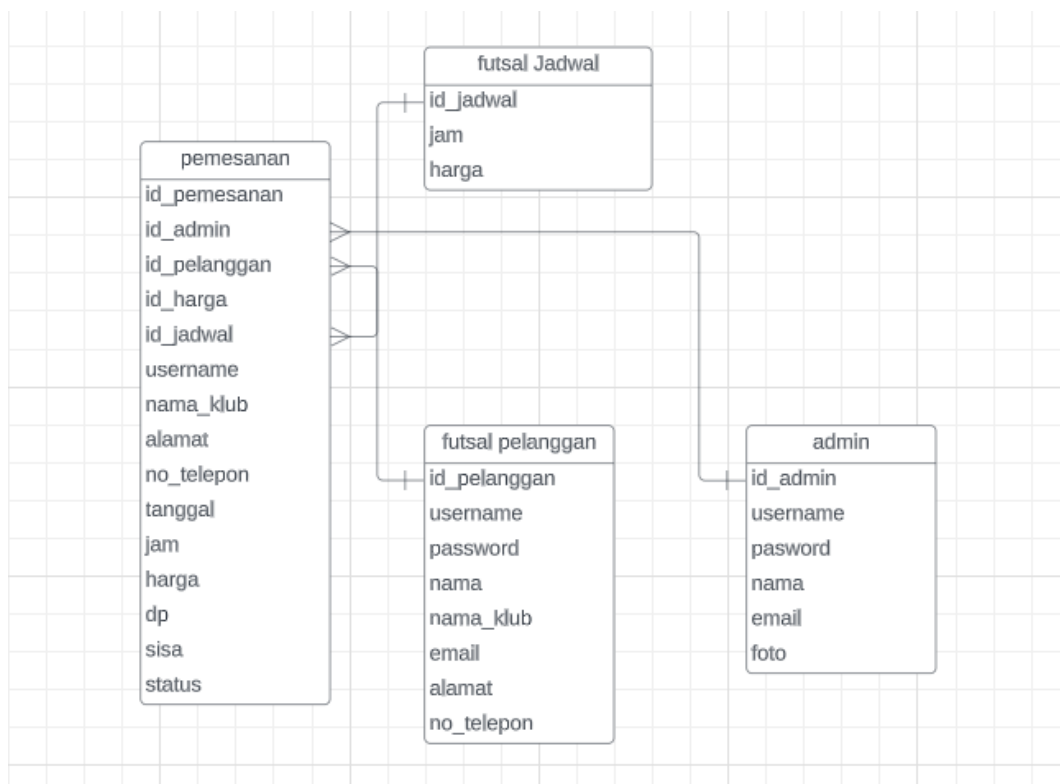 futsal Jadwal
id_jadwal
jam
harga
pemesanan
id_pemesanan
id_admin
id_pelanggan
id_harga
id_jadwal
username
nama_klub
alamat
no_telepon
tanggal
jam
harga
dp
sisa
status
futsal pelanggan
id_pelanggan
username
password
nama
nama_klub
email
alamat
no_telepon
admin
id_admin
username
pasword
nama
email
foto